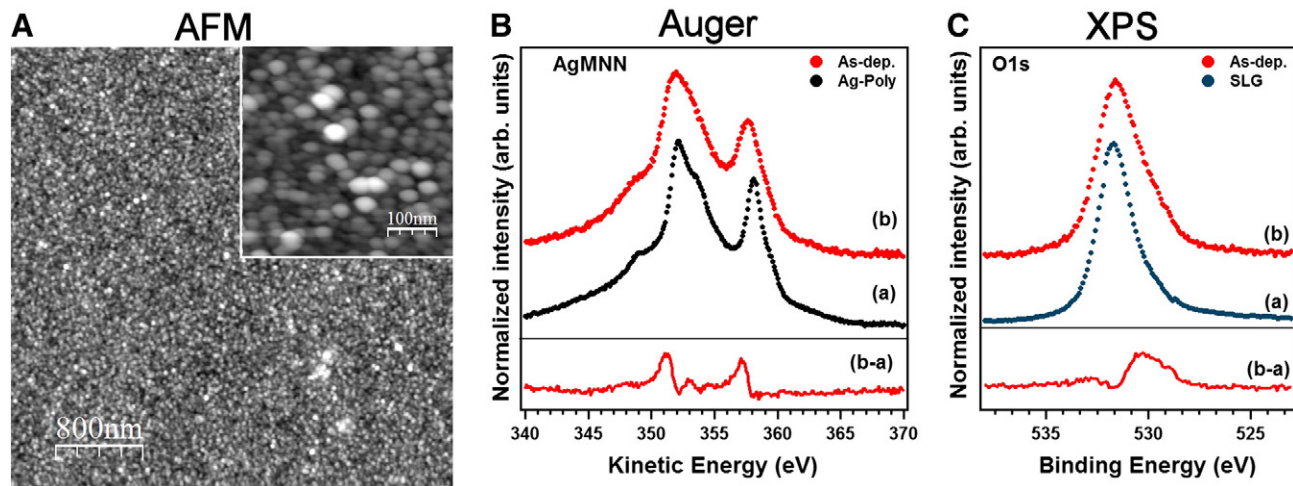 A AFM
100nm
800nm
B Auger
AgMNN
As-dep.
Ag-Poly
(b)
(a)
(b-a)
Normalized intensity (arb. units)
340 345 350 355 360 365 370
Kinetic Energy (eV)
C XPS
O1s
As-dep.
SLG
(b)
(a)
(b-a)
Normalized intensity (arb. units)
535 530 525
Binding Energy (eV)